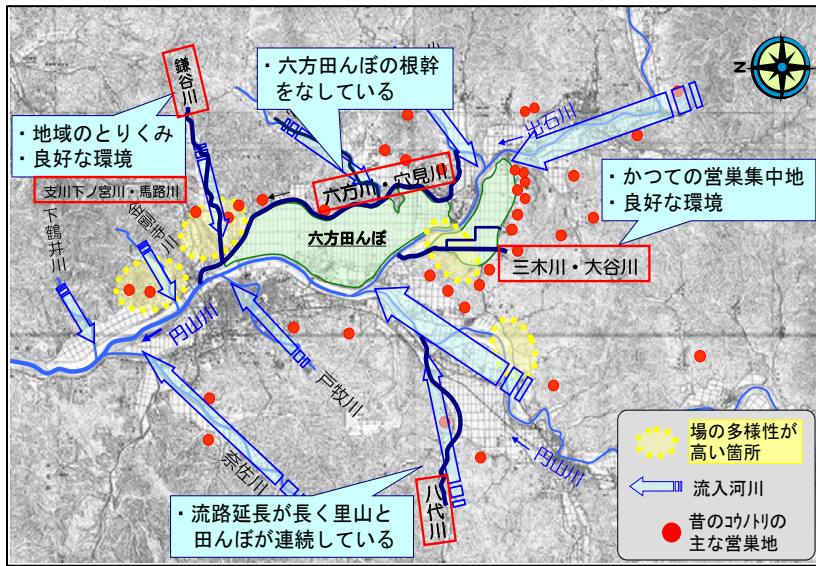 鎌谷川
・六方田んぼの根幹
をなしている
N
・地域のとりくみ
・良好な環境
出石川
支川下ノ宮川・馬路川
六方川・穴見川
・かつての営巣集中地
・良好な環境
下鶴井川
金剛寺川
六方田んぼ
三木川・大谷川
円山川
戸牧川
奈佐川
円山川
八代川
・流路延長が長く里山と
田んぼが連続している
場の多様性が
高い箇所
流入河川
昔のコウノトリの
主な営巣地